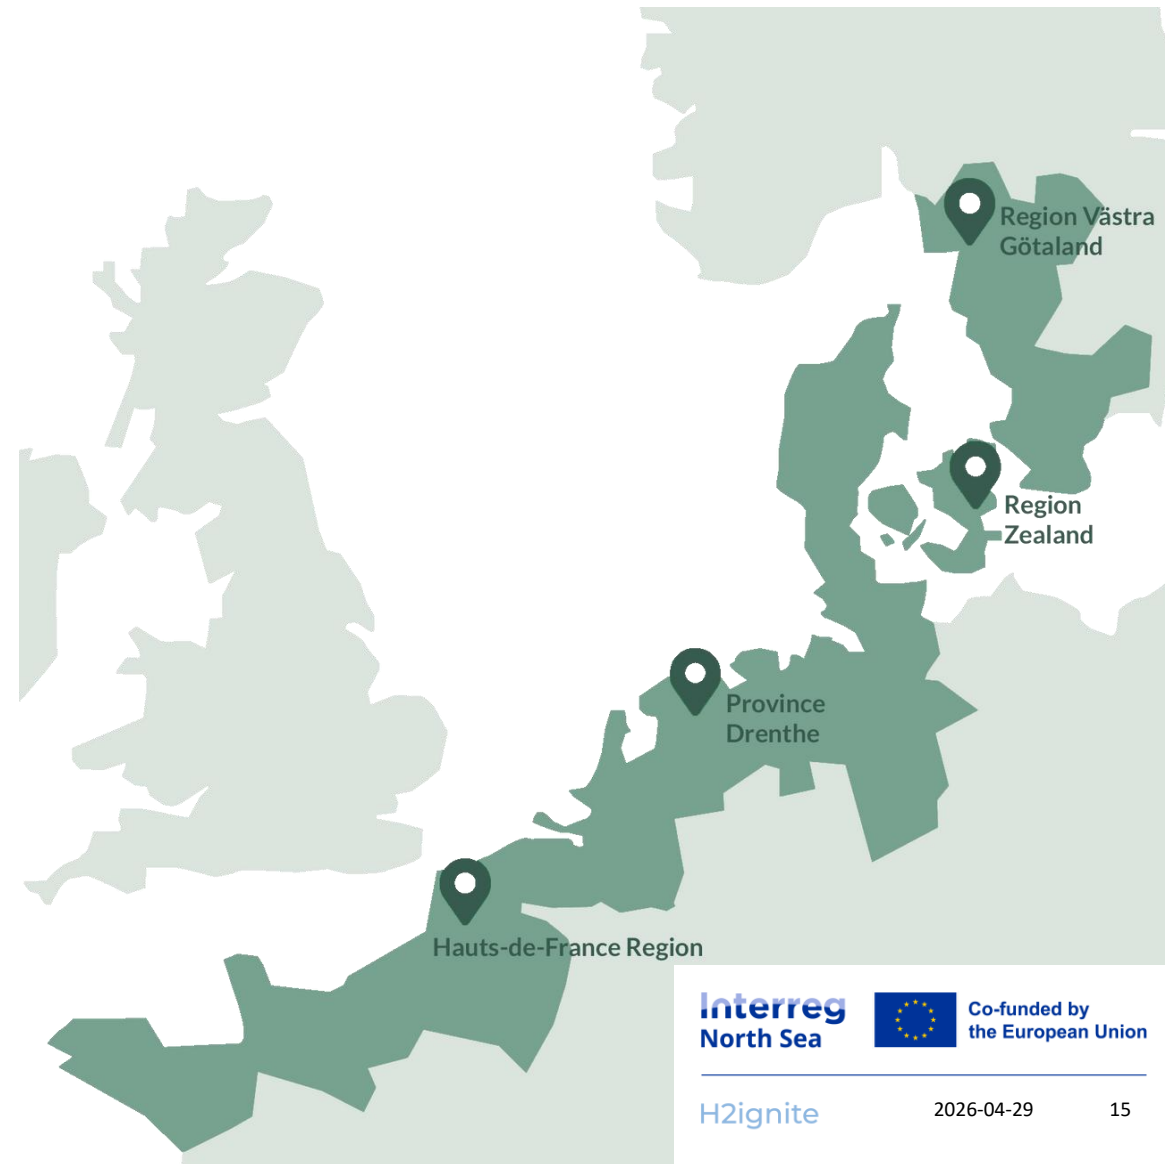 Region Västra
Götaland
Region
Zealand
Province
Drenthe
Hauts-de-France Region
Interreg
North Sea
Co-funded by
the European Union
H2ignite
2026-04-29
15